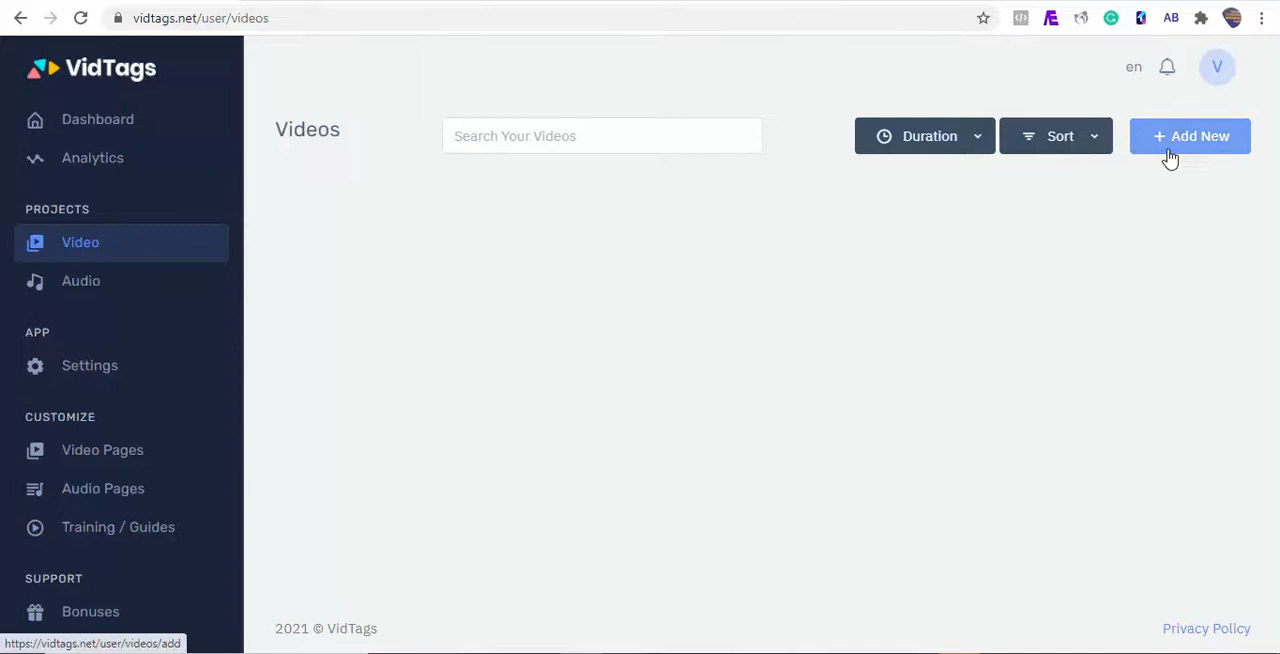 vidtags.net/user/videos
AB
VidTags
en
V
Dashboard
Analytics
PROJECTS
Video
Audio
APP
Settings
CUSTOMIZE
Video Pages
Audio Pages
Training / Guides
SUPPORT
Bonuses
https://vidtags.net/user/videos/add
Videos
Search Your Videos
Duration
Sort
+ Add New
2021 © VidTags
Privacy Policy